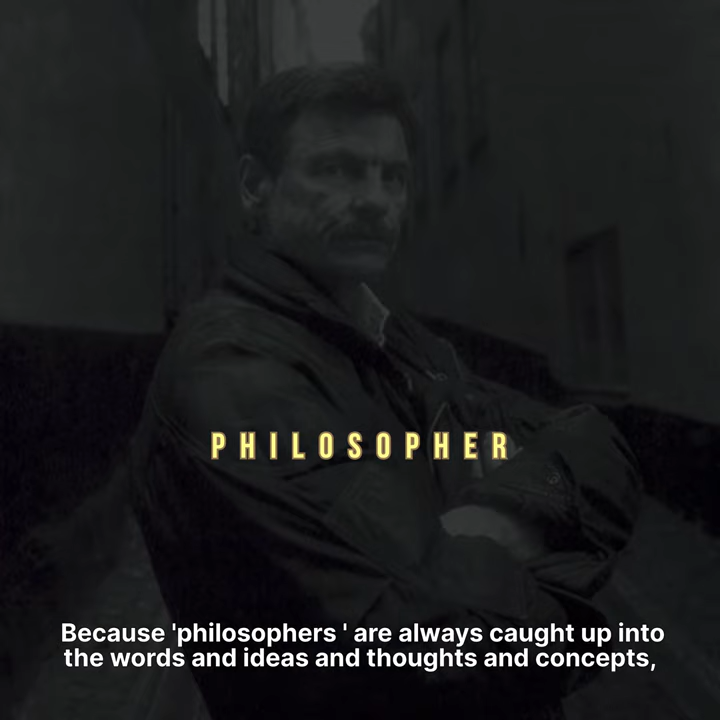 PHILOSOPHER
Because 'philosophers ' are always caught up into
the words and ideas and thoughts and concepts,